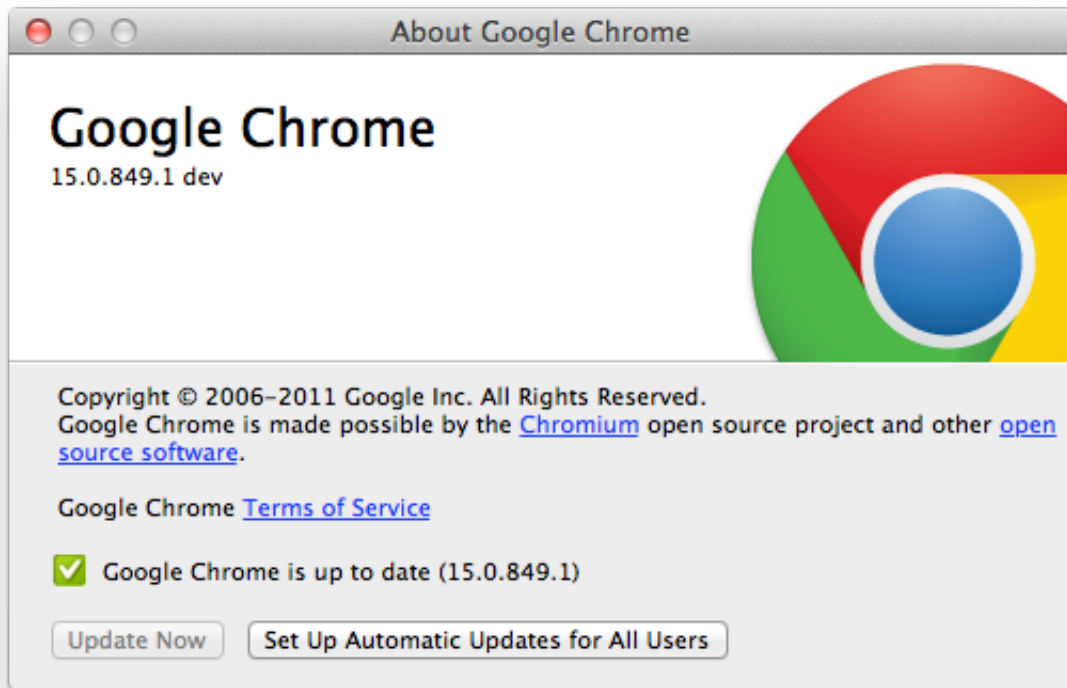 About Google Chrome
Google Chrome
15.0.849.1 dev
Copyright © 2006–2011 Google Inc. All Rights Reserved.
Google Chrome is made possible by the Chromium open source project and other open
source software.
Google Chrome Terms of Service
Google Chrome is up to date (15.0.849.1)
Update Now
Set Up Automatic Updates for All Users